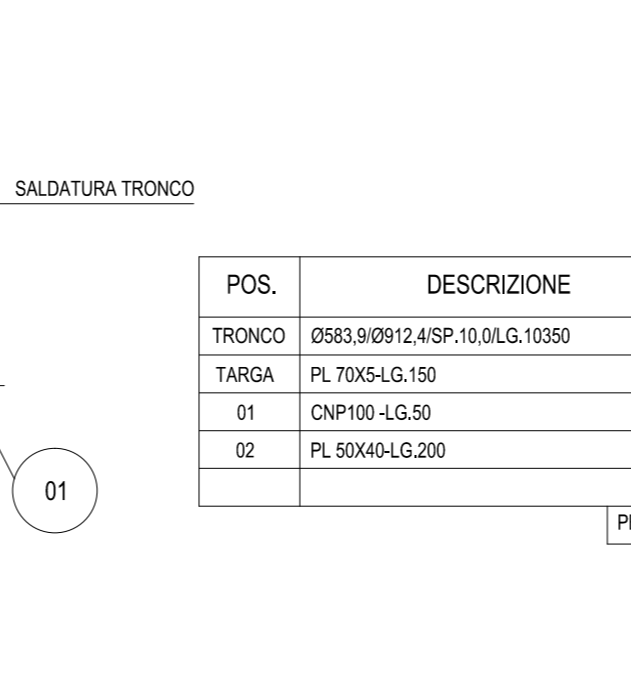 SALDATURA TRONCO
POS. DESCRIZIONE
TRONCO Ø583,9/Ø912,4/SP.10,0/LG.10350
TARGA PL 70X5-LG.150
01 CNP100 -LG.50
02 PL 50X40-LG.200
01